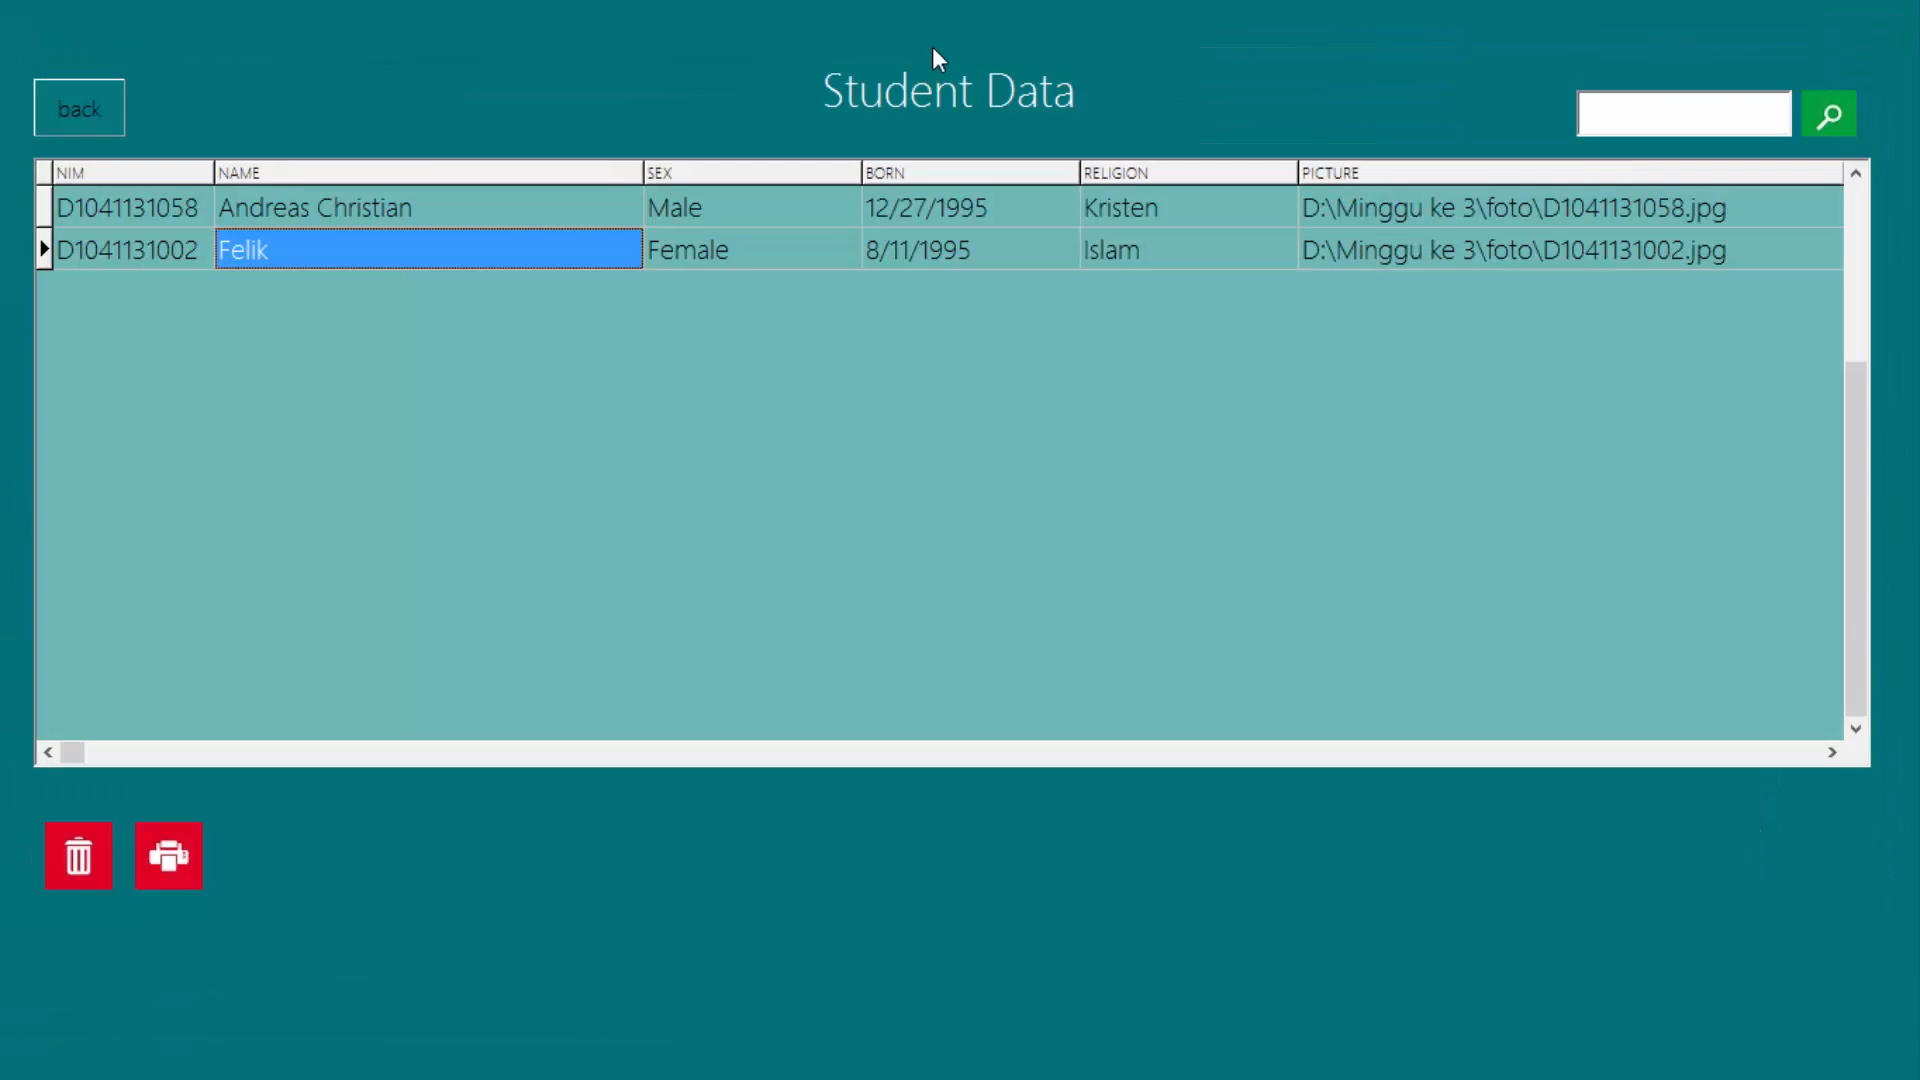 Student Data
back
NIM NAME SEX BORN RELIGION PICTURE
D1041131058 Andreas Christian Male 12/27/1995 Kristen D:\Minggu ke 3\foto\D1041131058.jpg
D1041131002 Felik Female 8/11/1995 Islam D:\Minggu ke 3\foto\D1041131002.jpg